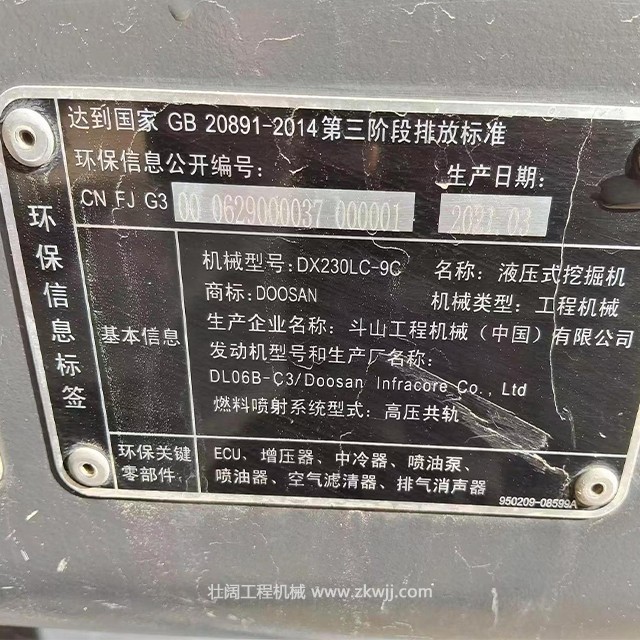 达到国家 GB 20891-2014第三阶段排放标准
环保信息公开编号:
生产日期:
CN FJ G3 00 0629000037 000001
2021.03
环保信息标签
基本信息
机械型号:DX230LC-9C 名称: 液压式挖掘机
商标:DOOSAN 机械类型: 工程机械
生产企业名称: 斗山工程机械（中国）有限公司
发动机型号和生产厂名称:
DL06B-C3/Doosan Infracore Co., Ltd
燃料喷射系统型式: 高压共轨
环保关键零部件
ECU、增压器、中冷器、喷油泵、
喷油器、空气滤清器、排气消声器
950209-08599A
壮阔工程机械 www.zkwjj.com